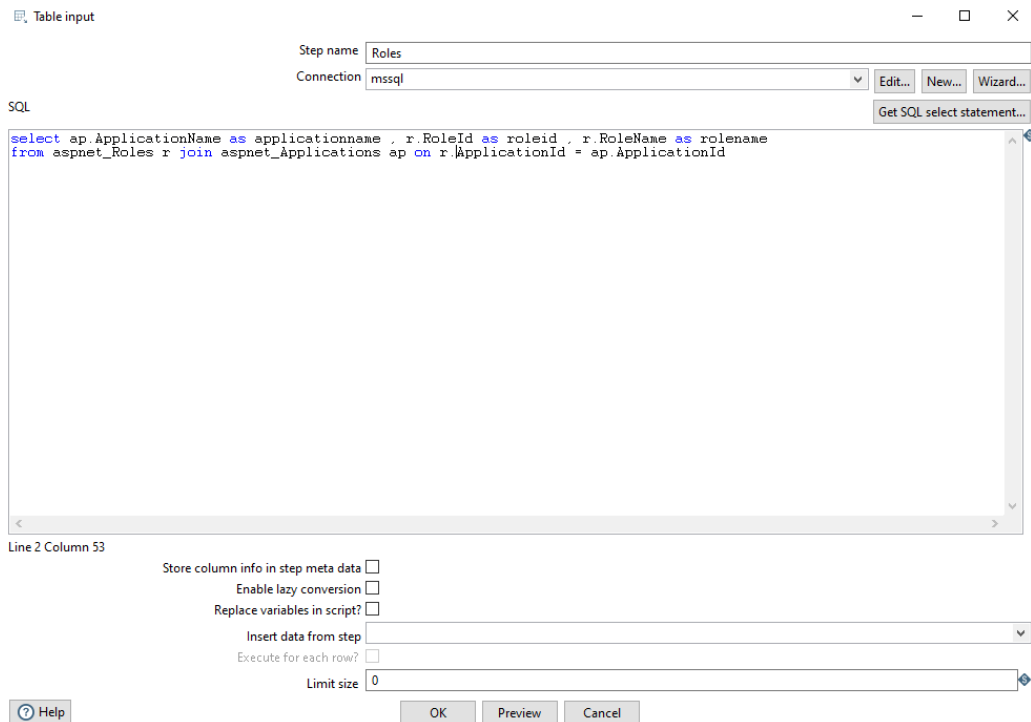 Table input
Step name Roles
Connection mssql Edit... New... Wizard...
SQL Get SQL select statement...
select ap.ApplicationName as applicationname , r.RoleId as roleid , r.RoleName as rolename
from aspnet_Roles r join aspnet_Applications ap on r.ApplicationId = ap.ApplicationId
Line 2 Column 53
Store column info in step meta data
Enable lazy conversion
Replace variables in script?
Insert data from step
Execute for each row?
Limit size 0
Help OK Preview Cancel